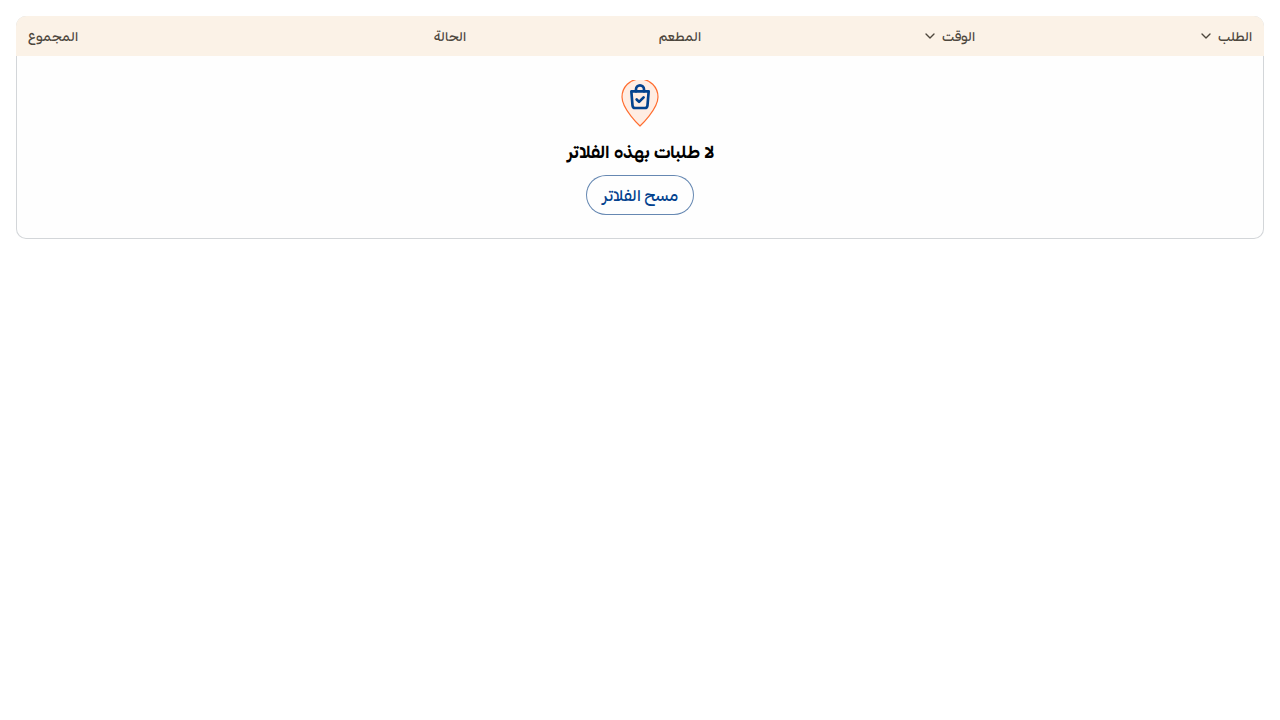 الطلب الوقت المطعم الحالة المجموع
لا طلبات بهذه الفلاتر
مسح الفلاتر